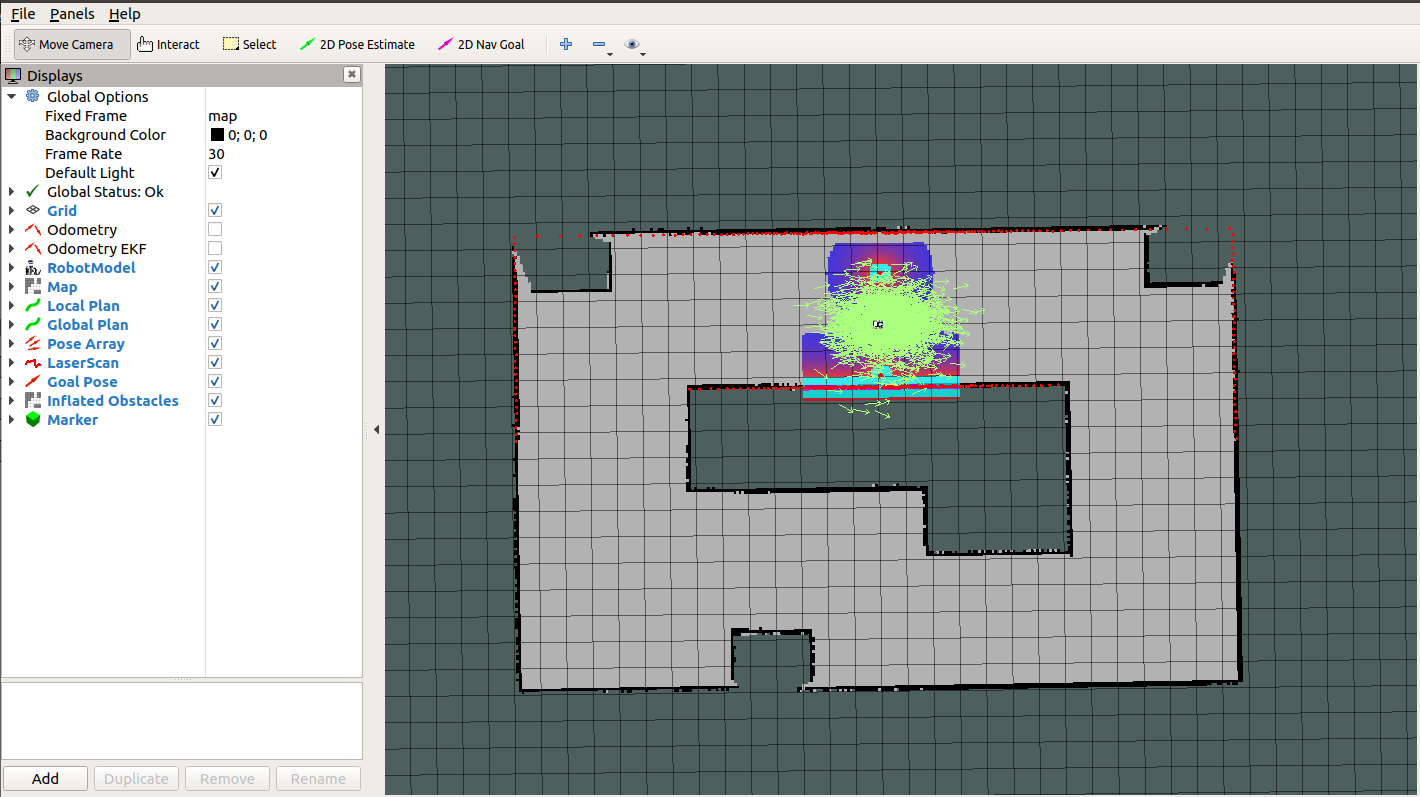 File Panels Help
Move Camera Interact Select 2D Pose Estimate 2D Nav Goal
Displays
Global Options
Fixed Frame map
Background Color 0; 0; 0
Frame Rate 30
Default Light
Global Status: Ok
Grid
Odometry
Odometry EKF
RobotModel
Map
Local Plan
Global Plan
Pose Array
LaserScan
Goal Pose
Inflated Obstacles
Marker
Add Duplicate Remove Rename